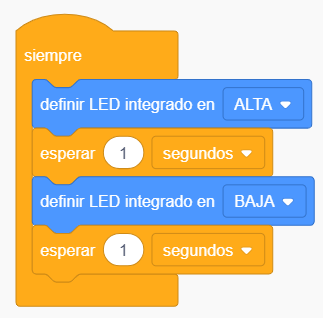 siempre
definir LED integrado en ALTA
esperar 1 segundos
definir LED integrado en BAJA
esperar 1 segundos